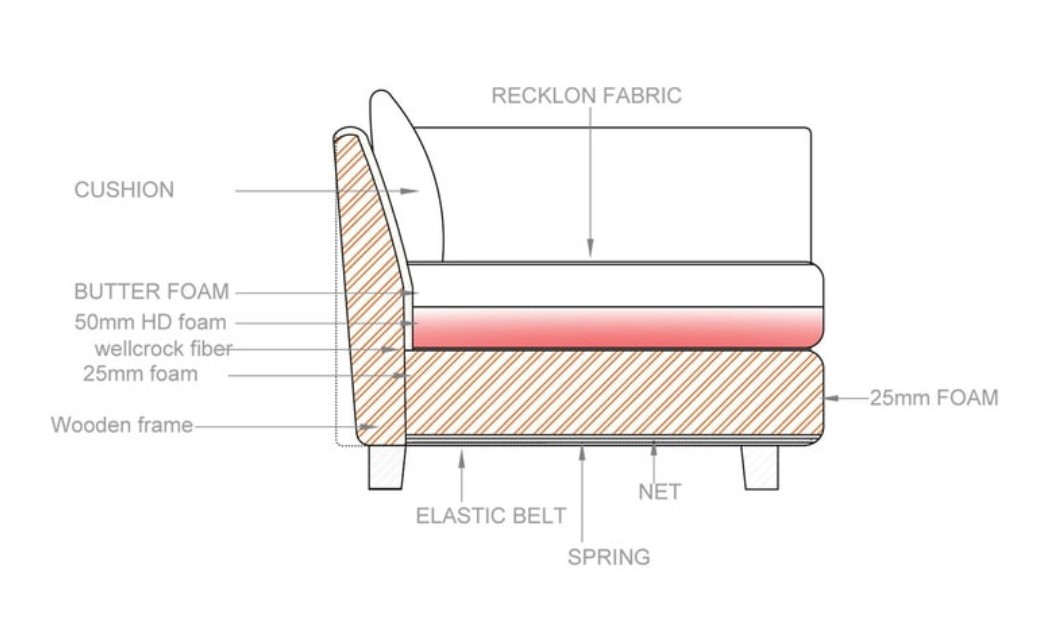 RECKLON FABRIC
CUSHION
BUTTER FOAM
50mm HD foam
wellcrock fiber
25mm foam
25mm FOAM
Wooden frame
NET
ELASTIC BELT
SPRING